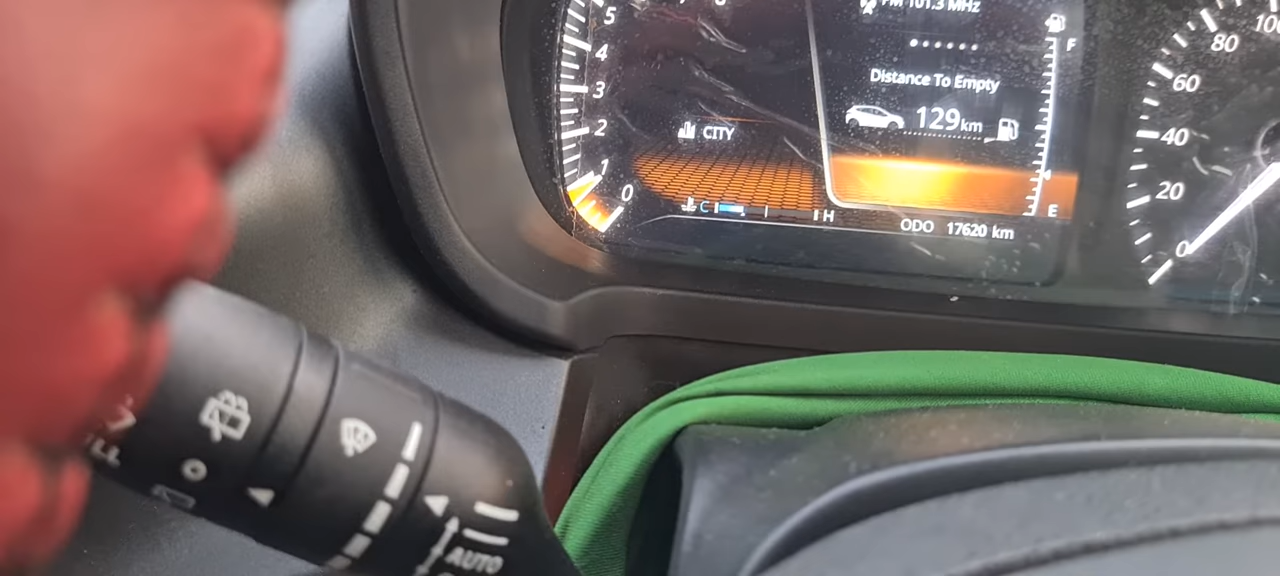 5
4
3
2
1
0
CITY
C
H
FM 101.3 MHz
Distance To Empty
129km
F
E
ODO 17620 km
100
80
60
40
20
0
AUTO